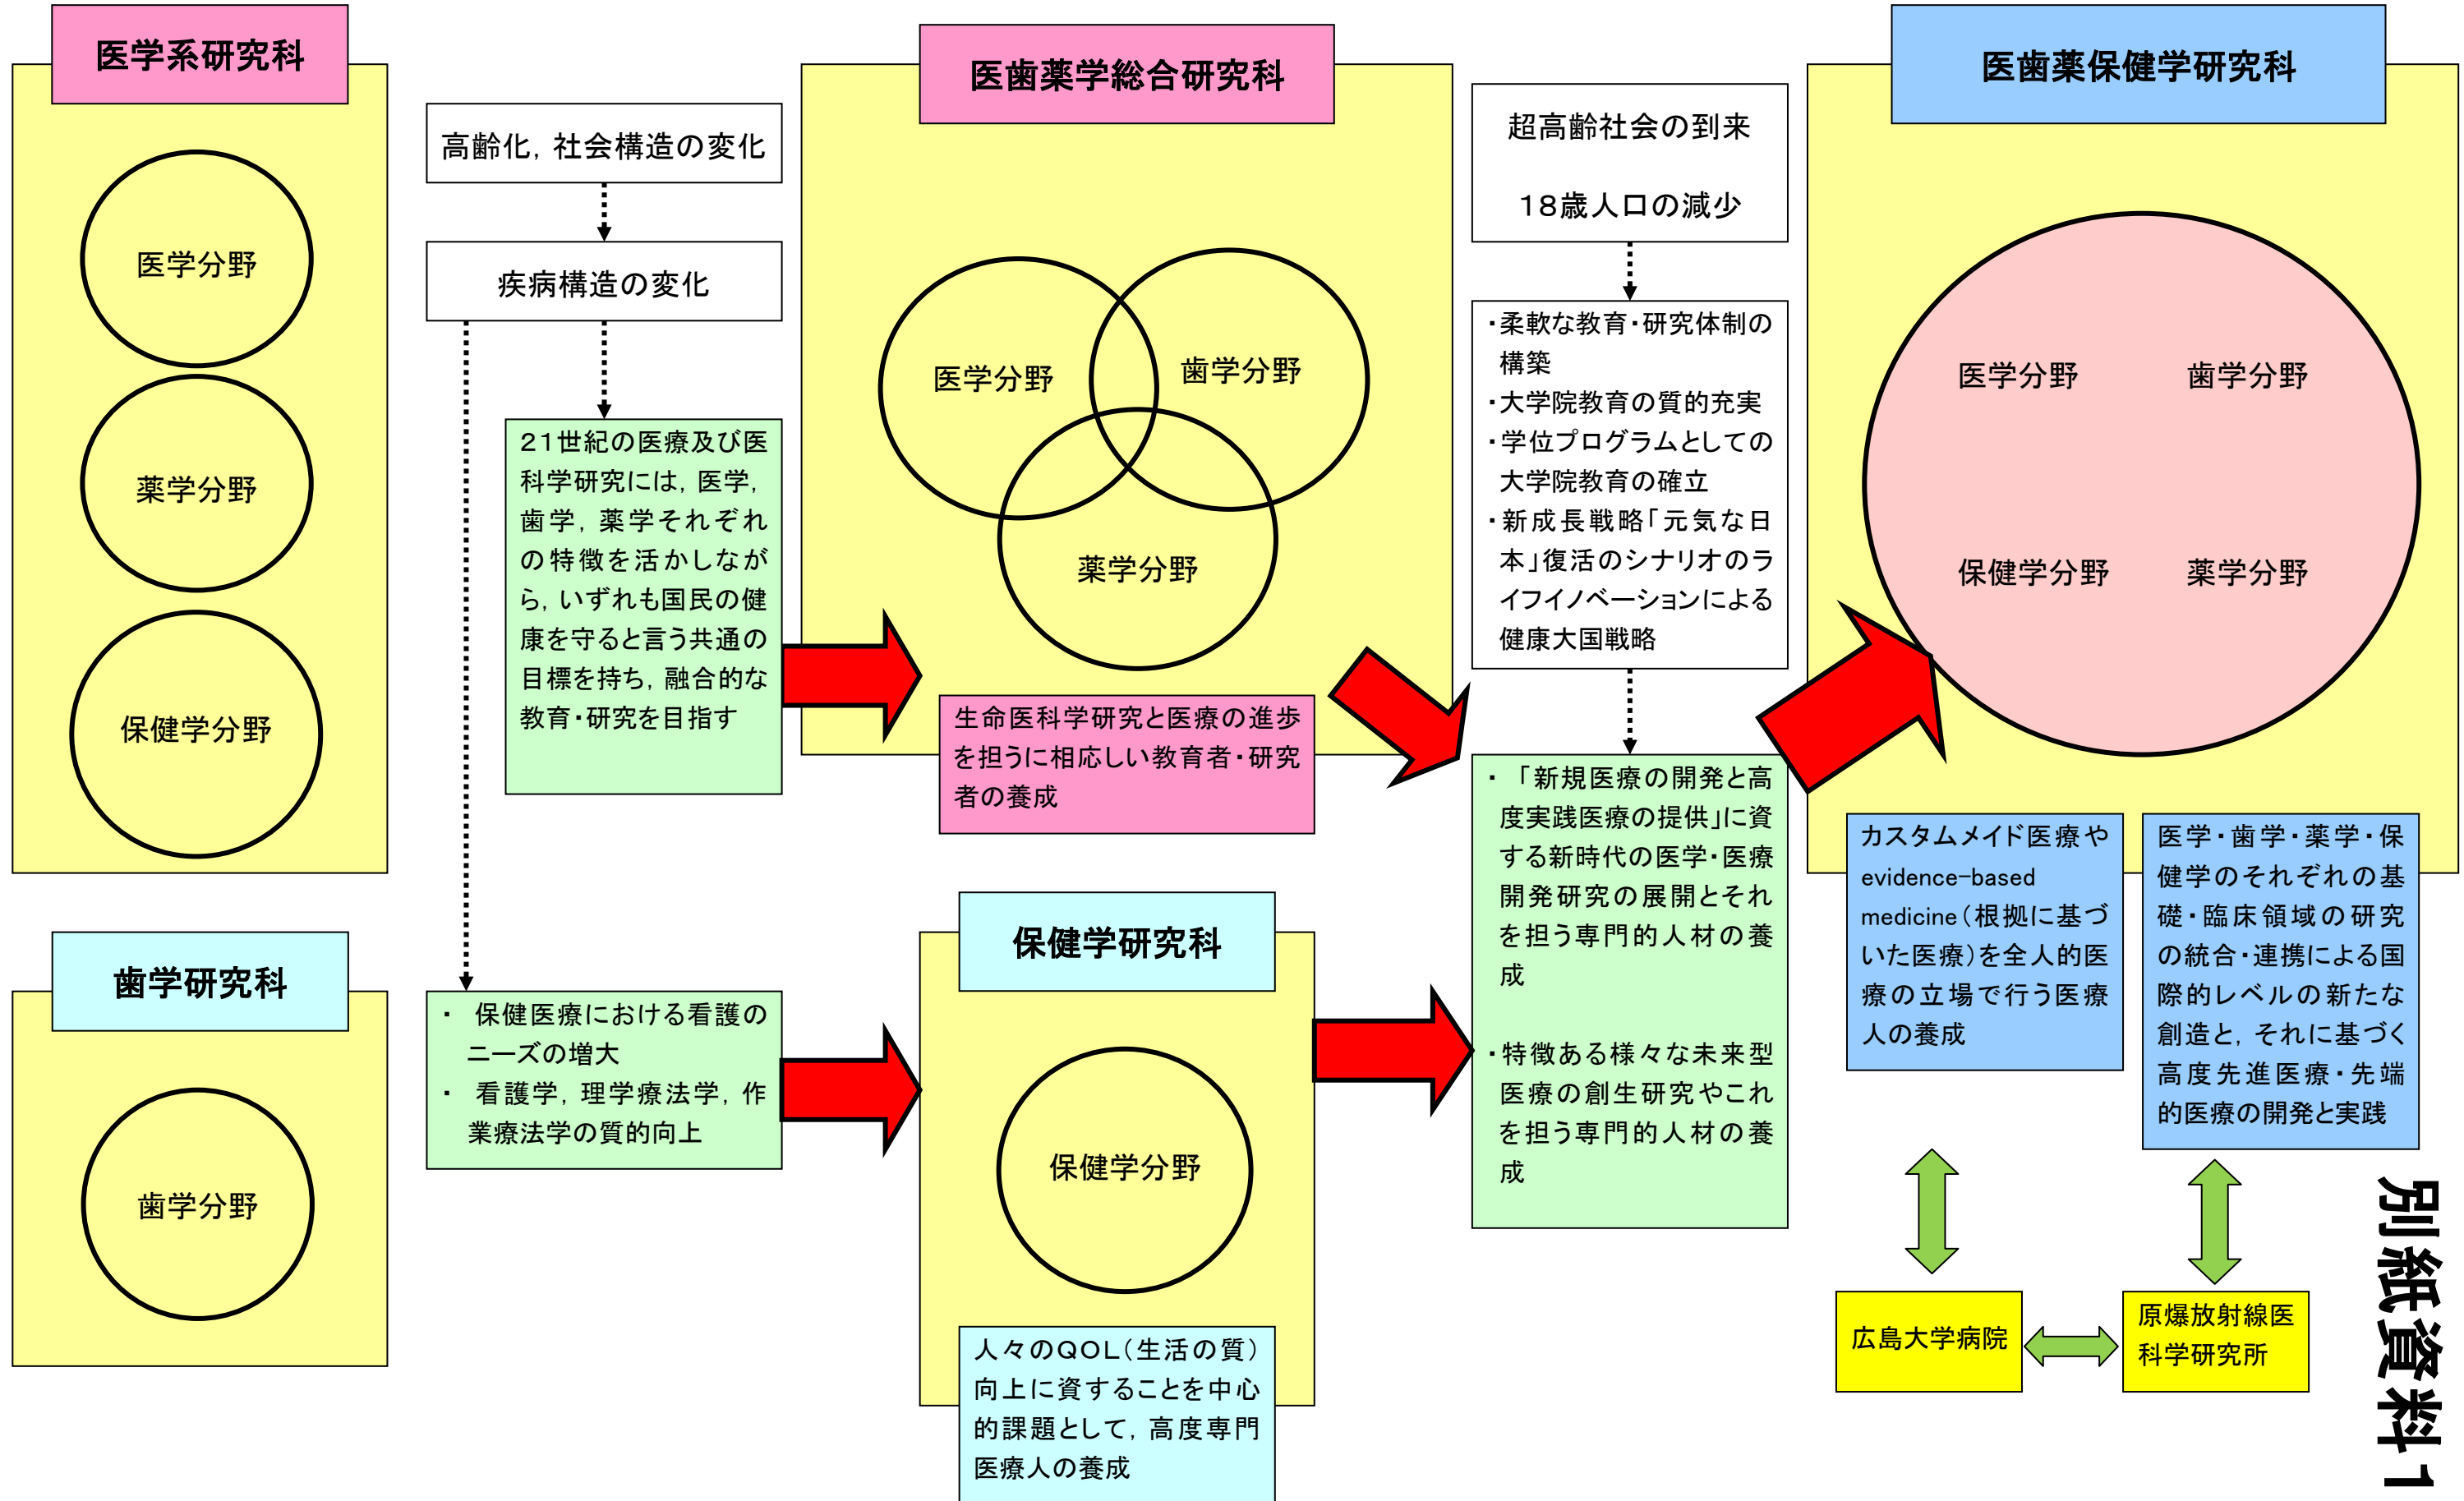 医学系研究科
医学分野
薬学分野
保健学分野
歯学研究科
歯学分野
高齢化，社会構造の変化
疾病構造の変化
２１世紀の医療及び医
科学研究には，医学，
歯学，薬学それぞれ
の特徴を活かしなが
ら，いずれも国民の健
康を守ると言う共通の
目標を持ち，融合的な
教育・研究を目指す
・　保健医療における看護の
ニーズの増大
・　看護学，理学療法学，作
業療法学の質的向上
医歯薬学総合研究科
医学分野
歯学分野
薬学分野
生命医科学研究と医療の進歩
を担うに相応しい教育者・研究
者の養成
保健学研究科
保健学分野
人々のＱＯＬ（生活の質）
向上に資することを中心
的課題として，高度専門
医療人の養成
超高齢社会の到来
１８歳人口の減少
・柔軟な教育・研究体制の
構築
・大学院教育の質的充実
・学位プログラムとしての
大学院教育の確立
・新成長戦略「元気な日
本」復活のシナリオのラ
イフイノベーションによる
健康大国戦略
・「新規医療の開発と高
度実践医療の提供」に資
する新時代の医学・医療
開発研究の展開とそれ
を担う専門的人材の養
成
・特徴ある様々な未来型
医療の創生研究やこれ
を担う専門的人材の養
成
医歯薬保健学研究科
医学分野
歯学分野
保健学分野
薬学分野
カスタムメイド医療や
evidence-based
medicine（根拠に基づ
いた医療）を全人的医
療の立場で行う医療
人の養成
医学・歯学・薬学・保
健学のそれぞれの基
礎・臨床領域の研究
の統合・連携による国
際的レベルの新たな
創造と，それに基づく
高度先進医療・先端
的医療の開発と実践
広島大学病院
原爆放射線医
科学研究所
別紙資料１